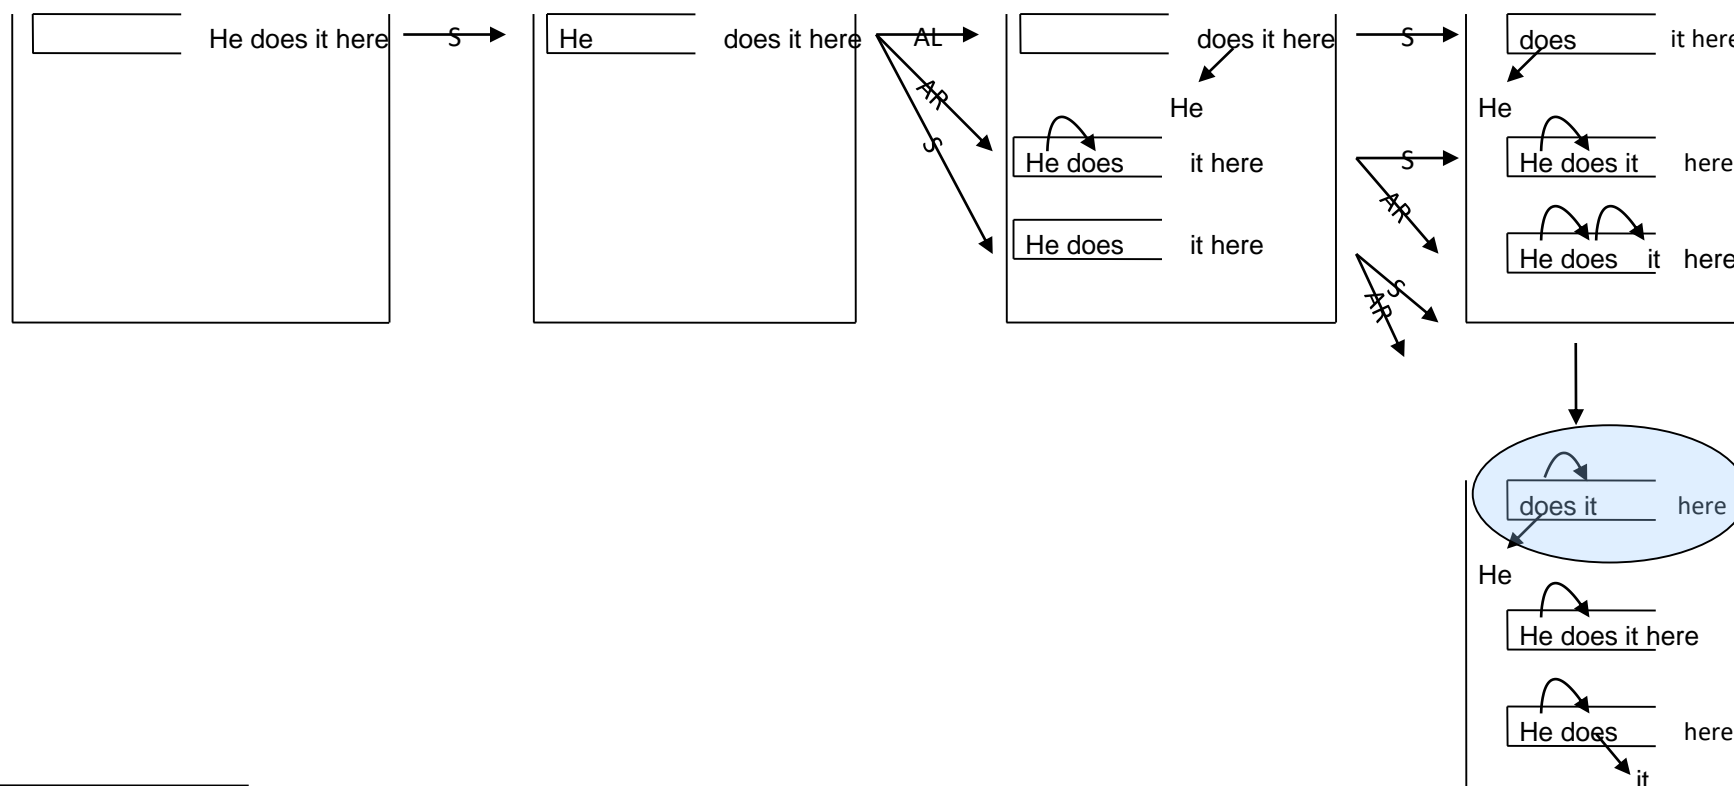 He does it here
S
He
does it here
AL
AR
S
does it here
He
He does
it here
He does
it here
S
S
AR
S
AR
does
it here
He
He does it
here
He does
it
here
does it
here
He
He does it here
He does
here
it